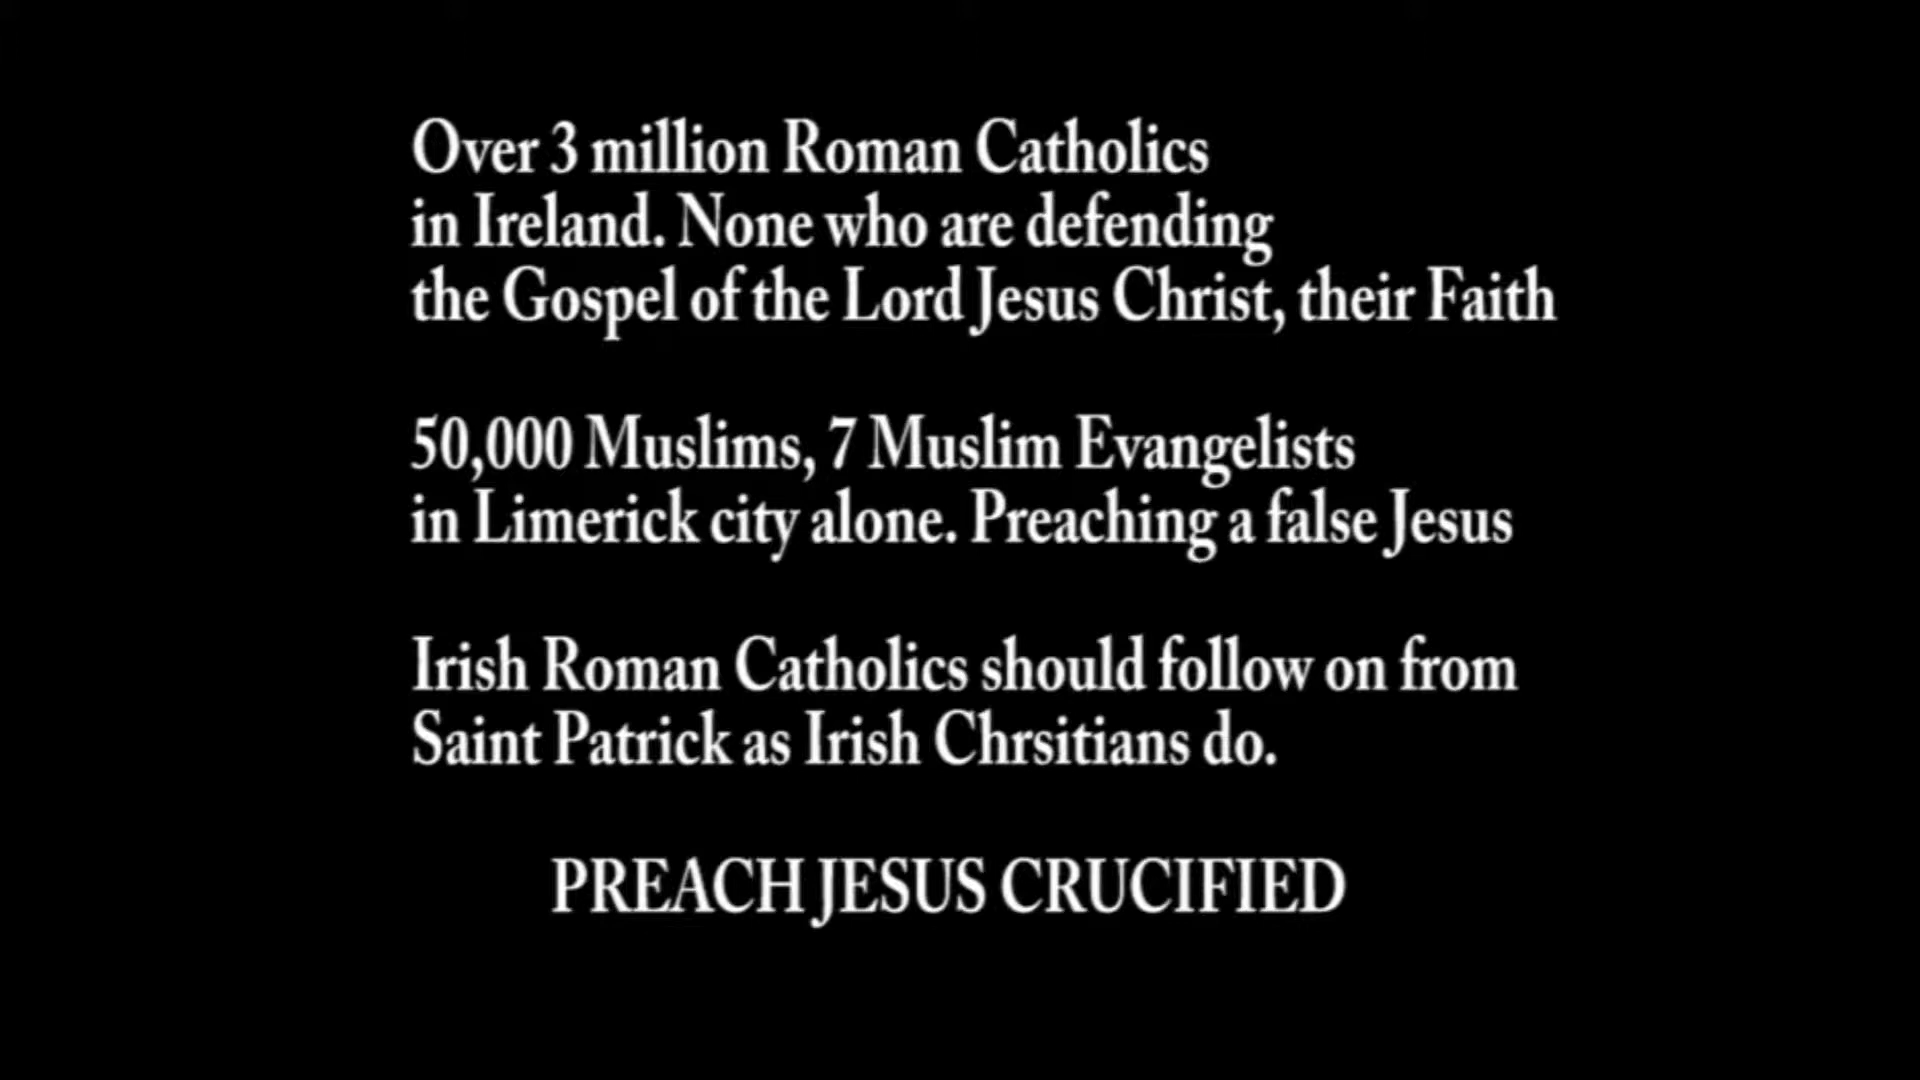 Over 3 million Roman Catholics
in Ireland. None who are defending
the Gospel of the Lord Jesus Christ, their Faith
50,000 Muslims, 7 Muslim Evangelists
in Limerick city alone. Preaching a false Jesus
Irish Roman Catholics should follow on from
Saint Patrick as Irish Chrsitians do.
PREACH JESUS CRUCIFIED